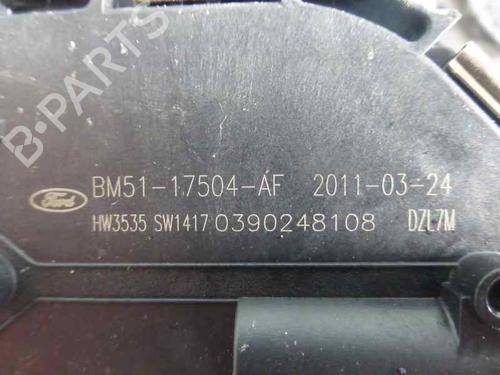 B-PARTS
Ford BM51-17504-AF 2011-03-24
HW3535 SW1417 0390248108 DZL7M